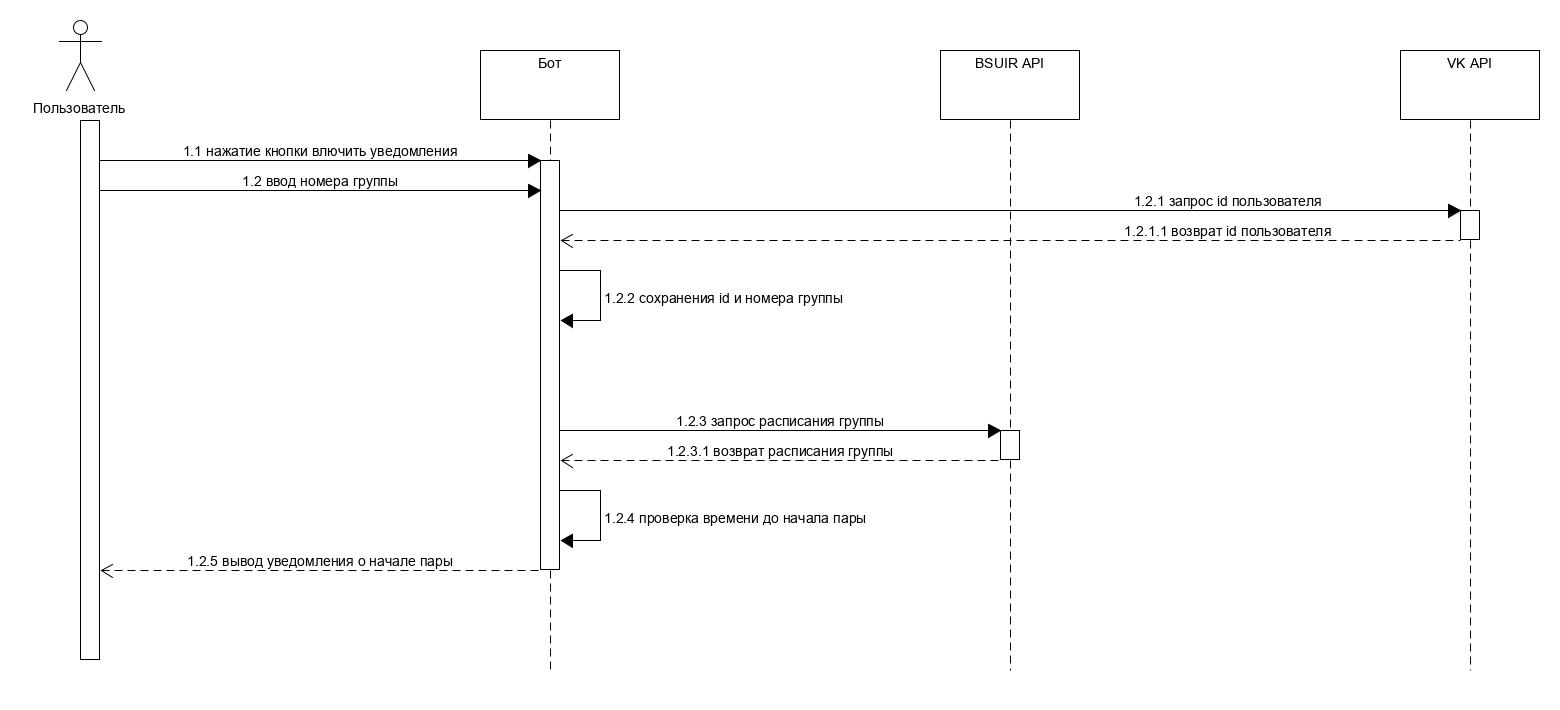 Пользователь
Бот
BSUIR API
VK API
1.1 нажатие кнопки влючить уведомления
1.2 ввод номера группы
1.2.1 запрос id пользователя
1.2.1.1 возврат id пользователя
1.2.2 сохранения id и номера группы
1.2.3 запрос расписания группы
1.2.3.1 возврат расписания группы
1.2.4 проверка времени до начала пары
1.2.5 вывод уведомления о начале пары